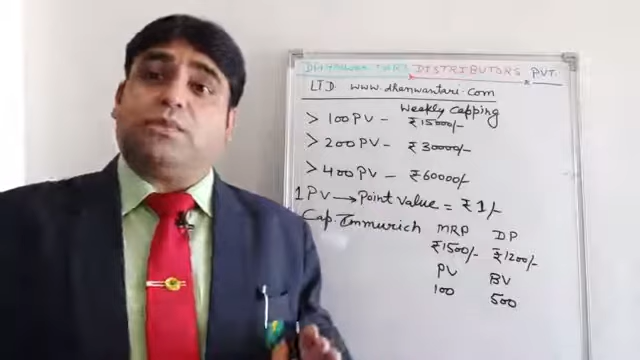 DHANWANTARI DISTRIBUTORS PVT.
LTD www.dhanwantari.com
Weekly Capping
> 100PV - ₹15000/-
> 200PV - ₹30000/-
> 400PV - ₹60000/-
1 PV → Point Value = ₹1/-
Cap. Immurich MRP DP
₹1500/- ₹1200/-
PV BV
100 500